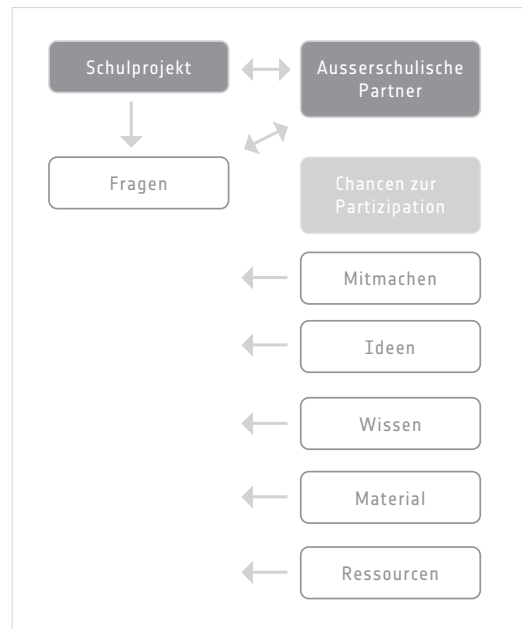 Schulprojekt
Ausserschulische
Partner
Fragen
Chancen zur
Partizipation
Mitmachen
Ideen
Wissen
Material
Ressourcen